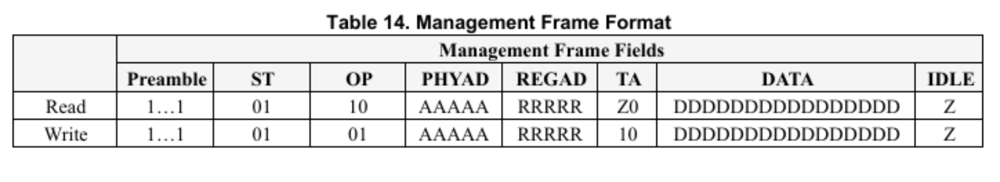 Table 14. Management Frame Format
Management Frame Fields
Preamble ST OP PHYAD REGAD TA DATA IDLE
Read 1…1 01 10 AAAAA RRRRR Z0 DDDDDDDDDDDDDDDD Z
Write 1…1 01 01 AAAAA RRRRR 10 DDDDDDDDDDDDDDDD Z